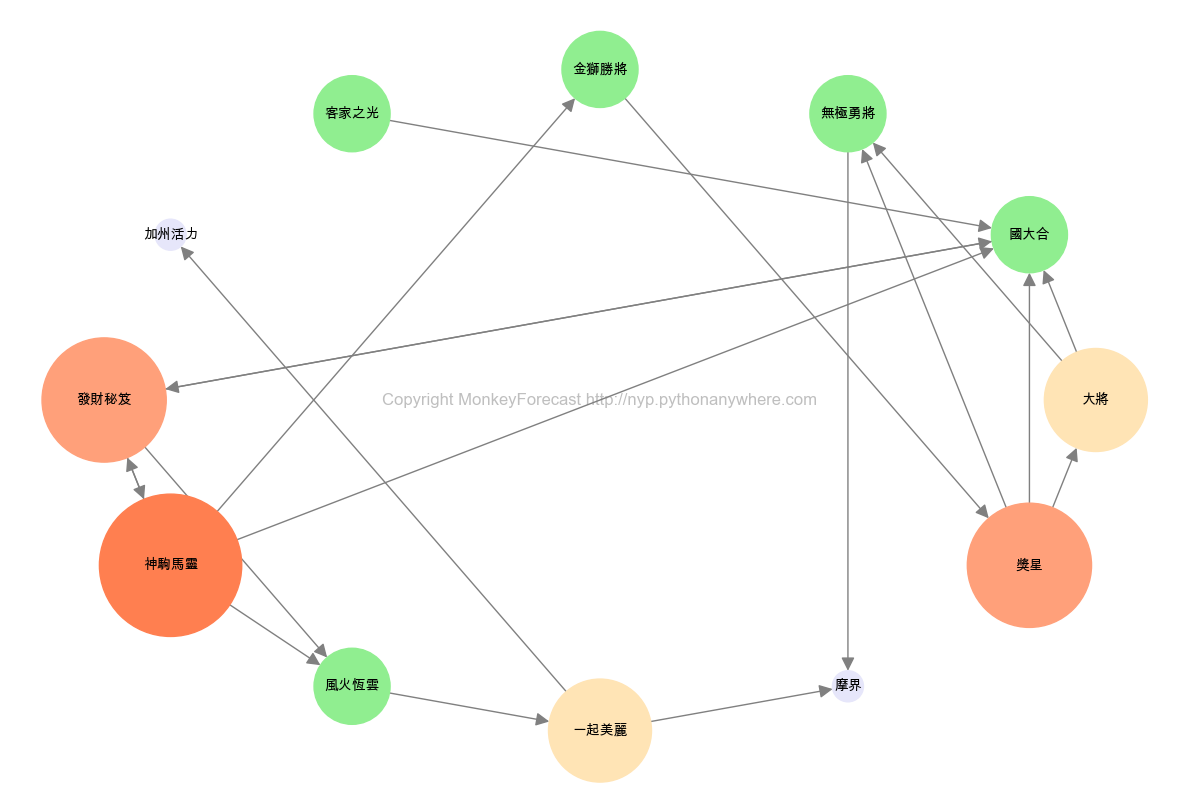 金獅勝將
客家之光
無極勇將
加州活力
國大合
發財秘笈
Copyright MonkeyForecast http://nyp.pythonanywhere.com
大將
神駒馬靈
獎星
風火恆雲
摩界
一起美麗